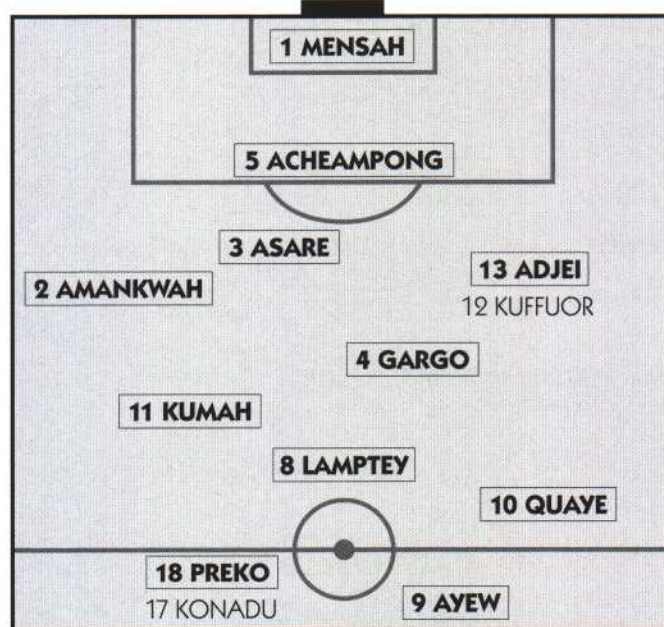 1 MENSAH
5 ACHEAMPONG
3 ASARE
13 ADJEI
12 KUFFUOR
2 AMANKWAH
4 GARGO
11 KUMAH
8 LAMPTEY
10 QUAYE
18 PREKO
17 KONADU
9 AYEW